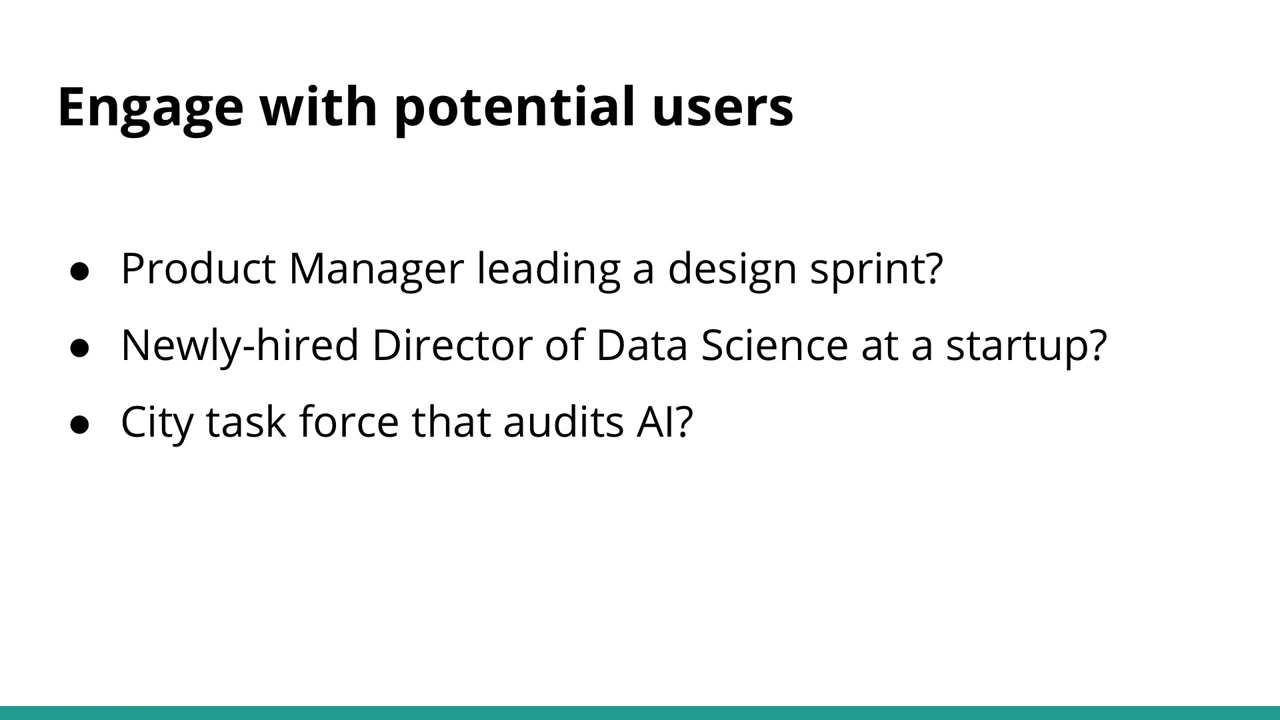 Engage with potential users
● Product Manager leading a design sprint?
● Newly-hired Director of Data Science at a startup?
● City task force that audits AI?